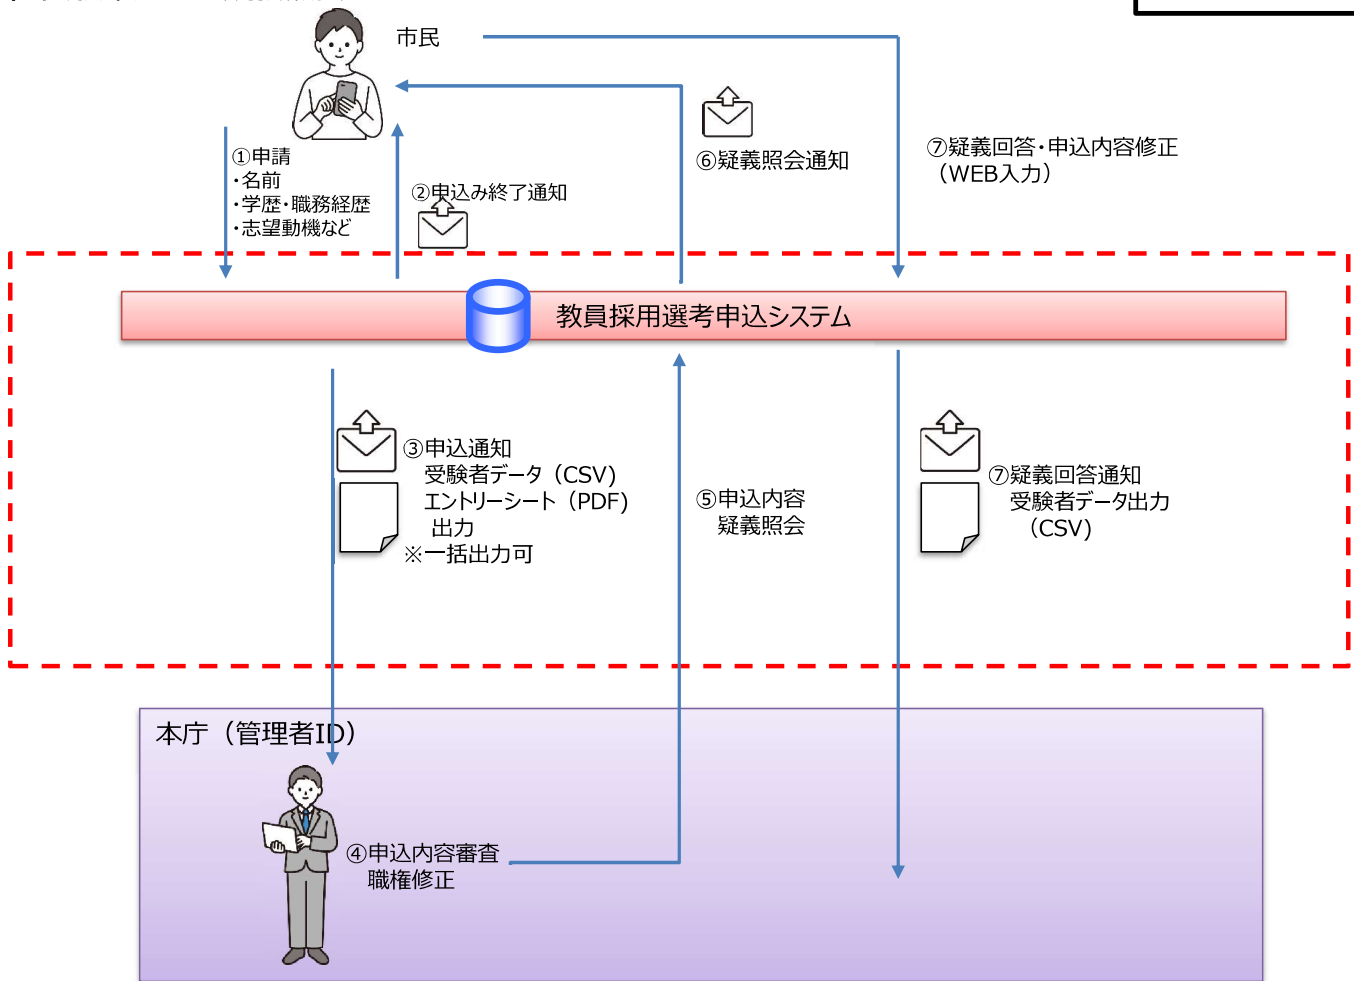 市民
①申請
・名前
・学歴・職務経歴
・志望動機など
②申込み終了通知
⑥疑義照会通知
⑦疑義回答・申込内容修正
（WEB入力）
教員採用選考申込システム
③申込通知
受験者データ（CSV)
エントリーシート（PDF)
出力
※一括出力可
⑤申込内容
疑義照会
⑦疑義回答通知
受験者データ出力
（CSV）
本庁（管理者ID）
④申込内容審査
職権修正